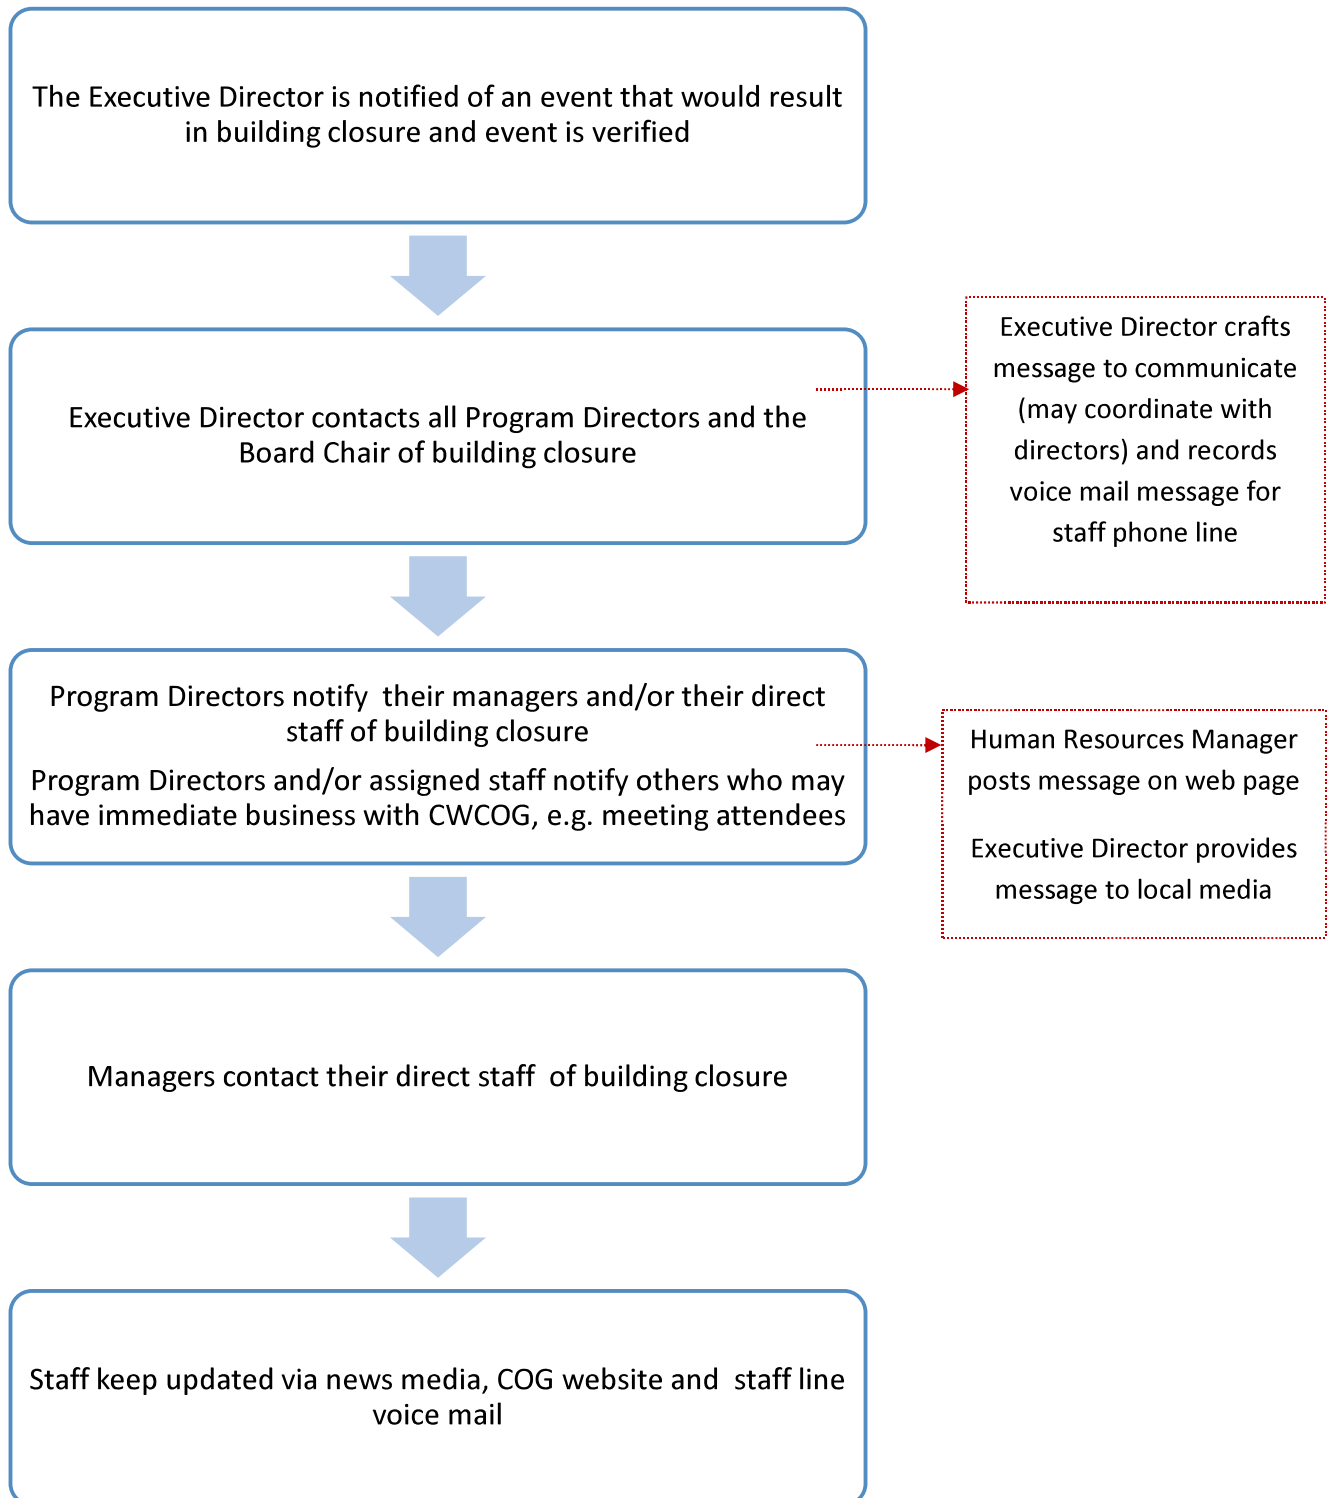 The Executive Director is notified of an event that would result
in building closure and event is verified
Executive Director contacts all Program Directors and the
Board Chair of building closure
Executive Director crafts
message to communicate
(may coordinate with
directors) and records
voice mail message for
staff phone line
Program Directors notify  their managers and/or their direct
staff of building closure
Program Directors and/or assigned staff notify others who may
have immediate business with CWCOG, e.g. meeting attendees
Human Resources Manager
posts message on web page
Executive Director provides
message to local media
Managers contact their direct staff  of building closure
Staff keep updated via news media, COG website and  staff line
voice mail